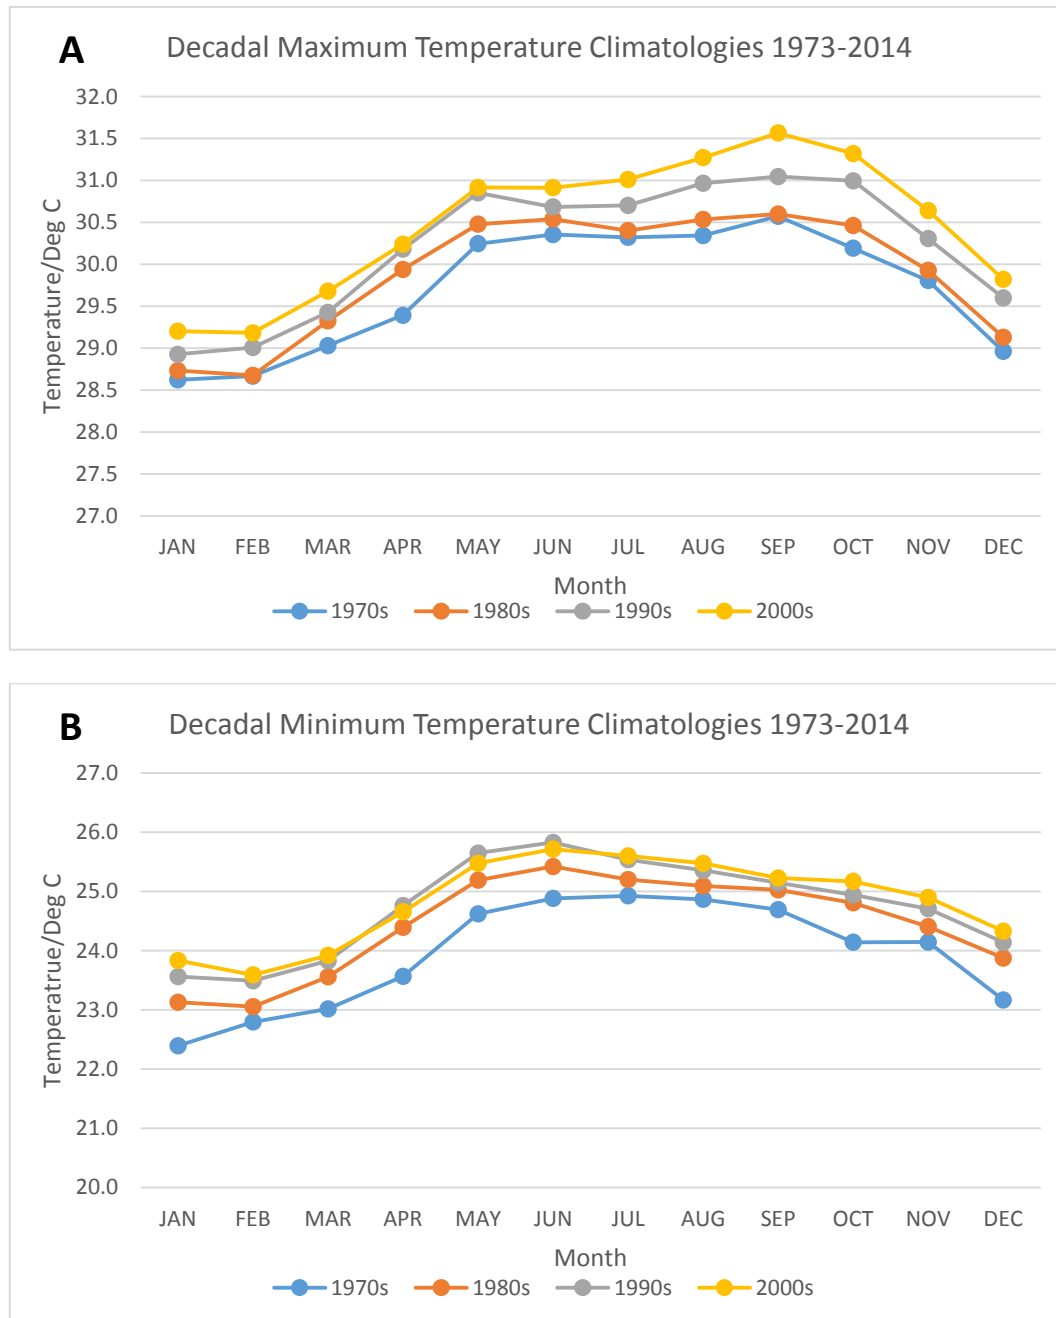 A
Decadal Maximum Temperature Climatologies 1973-2014
32.0
31.5
31.0
30.5
30.0
29.5
29.0
28.5
28.0
27.5
27.0
Temperature/Deg C
JAN FEB MAR APR MAY JUN JUL AUG SEP OCT NOV DEC
Month
1970s 1980s 1990s 2000s
B
Decadal Minimum Temperature Climatologies 1973-2014
27.0
26.0
25.0
24.0
23.0
22.0
21.0
20.0
Temperatrue/Deg C
JAN FEB MAR APR MAY JUN JUL AUG SEP OCT NOV DEC
Month
1970s 1980s 1990s 2000s